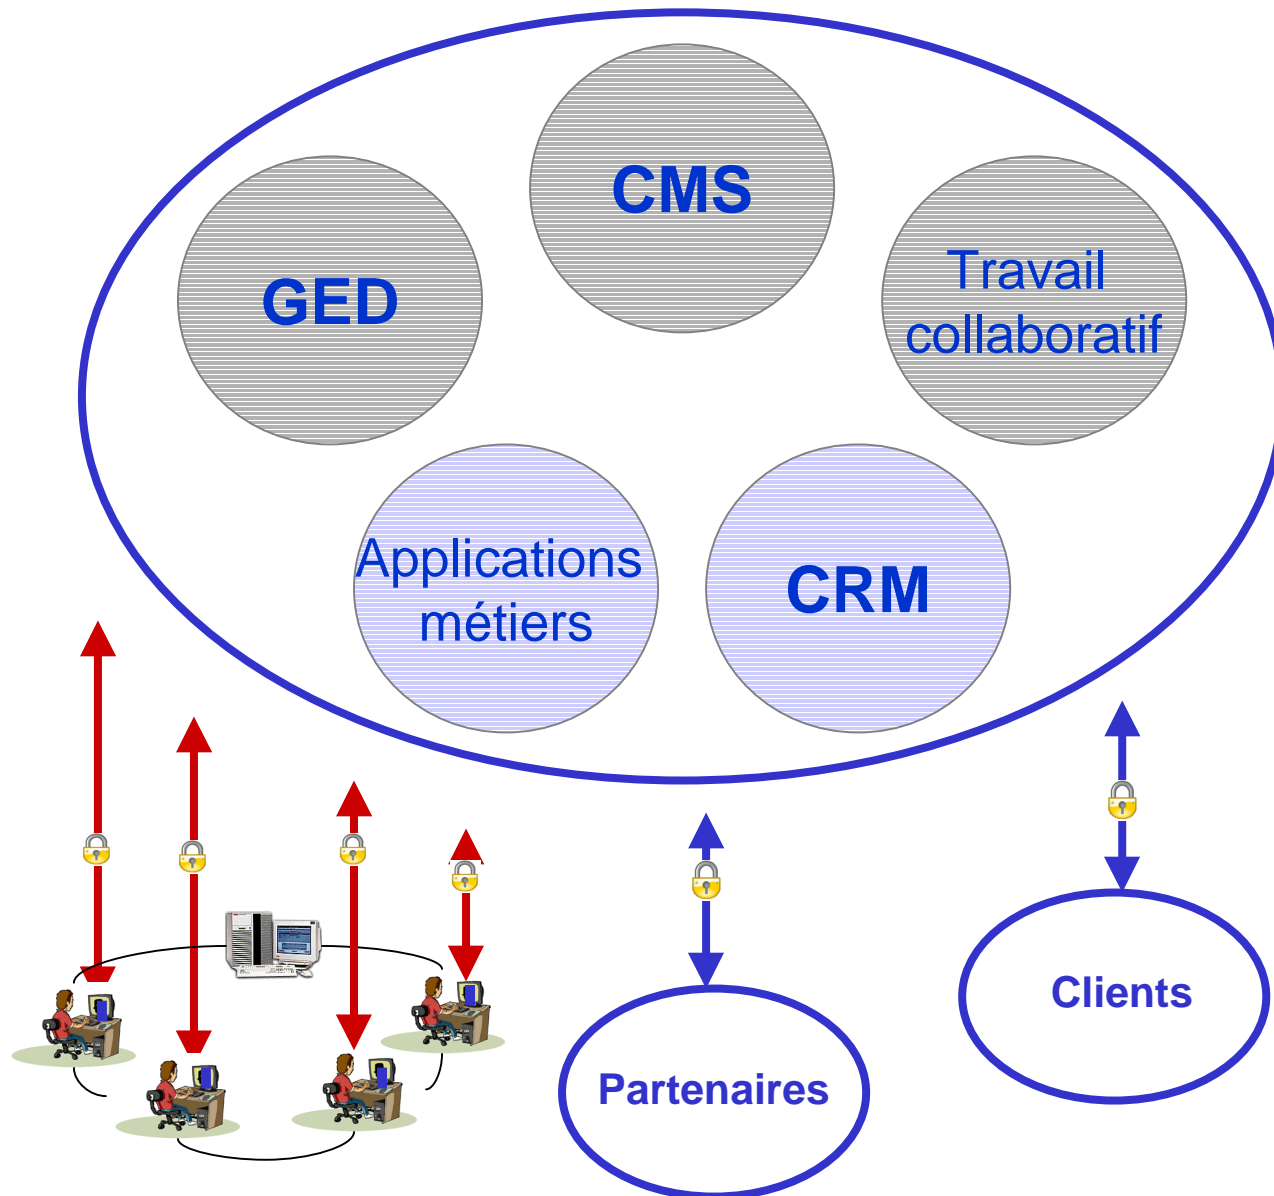 CMS
GED
Travail
collaboratif
Applications
métiers
CRM
Clients
Partenaires